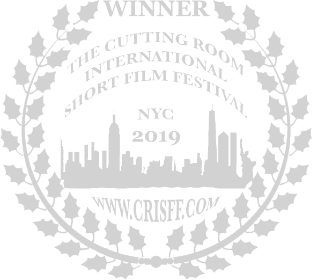 WINNER
THE CUTTING ROOM
INTERNATIONAL
SHORT FILM FESTIVAL
NYC
2019
WWW.CRISFF.COM